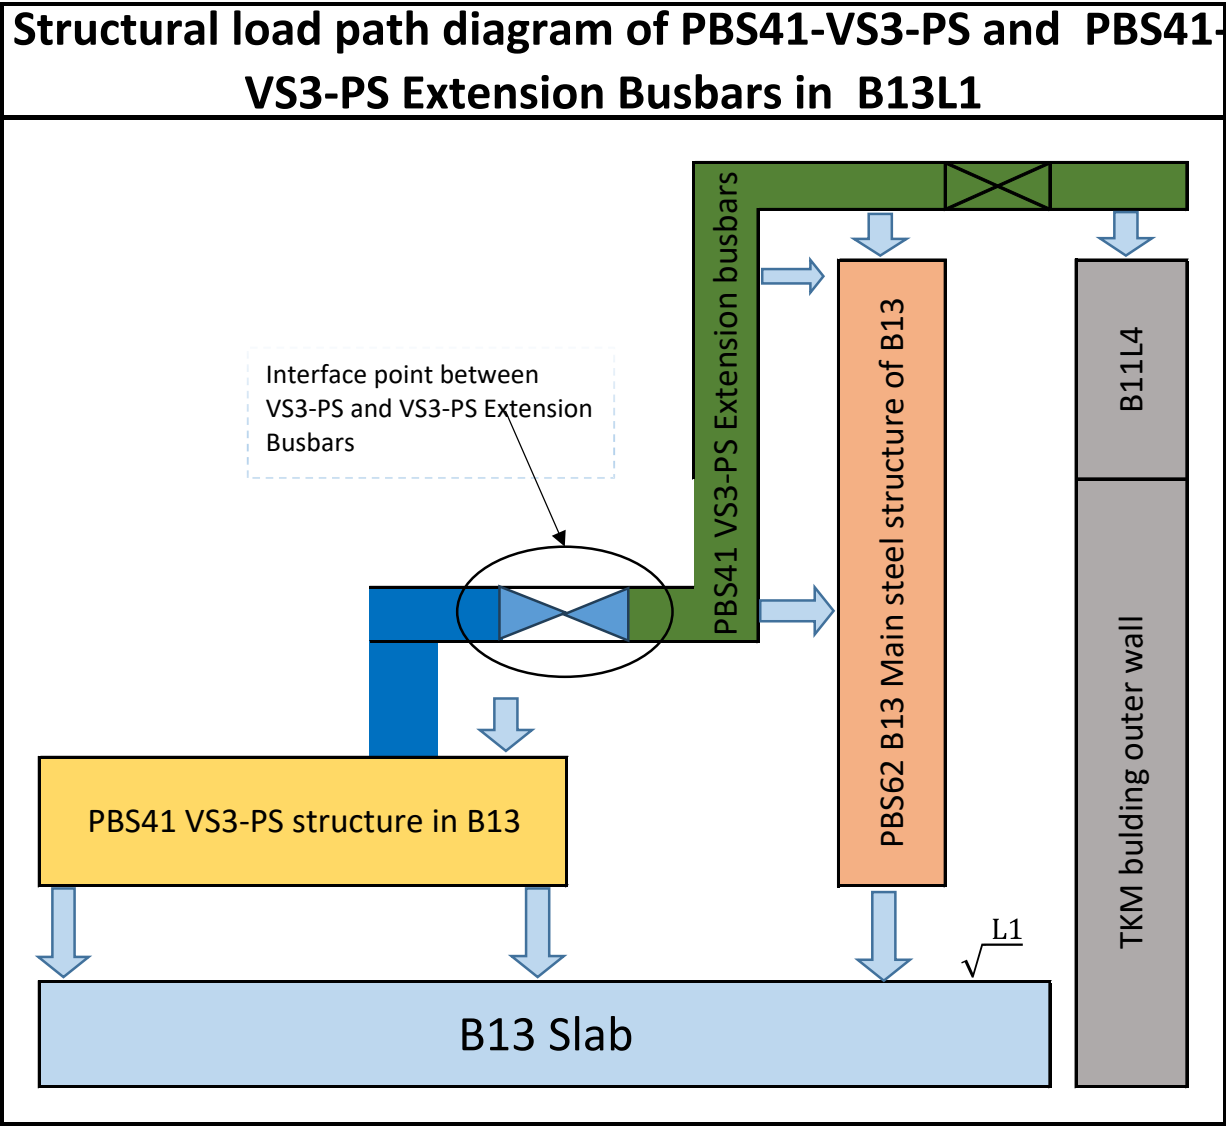 Structural load path diagram of PBS41-VS3-PS and PBS41-
VS3-PS Extension Busbars in B13L1
Interface point between
VS3-PS and VS3-PS Extension
Busbars
PBS41 VS3-PS Extension busbars
PBS62 B13 Main steel structure of B13
B11L4
TKM bulding outer wall
PBS41 VS3-PS structure in B13
L1
B13 Slab